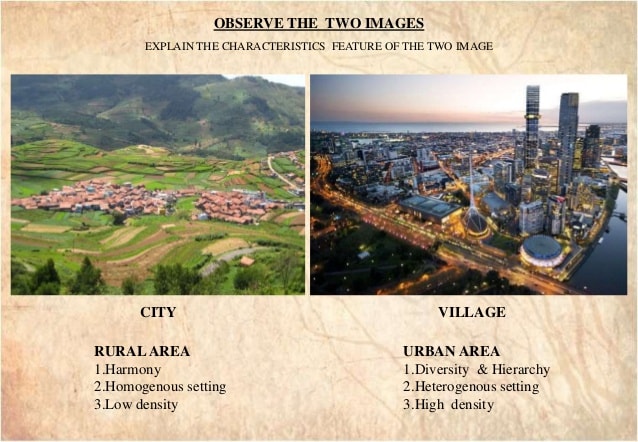 OBSERVE THE TWO IMAGES
EXPLAIN THE CHARACTERISTICS FEATURE OF THE TWO IMAGE
CITY
RURAL AREA
1.Harmony
2.Homogenous setting
3.Low density
VILLAGE
URBAN AREA
1.Diversity & Hierarchy
2.Heterogenous setting
3.High density